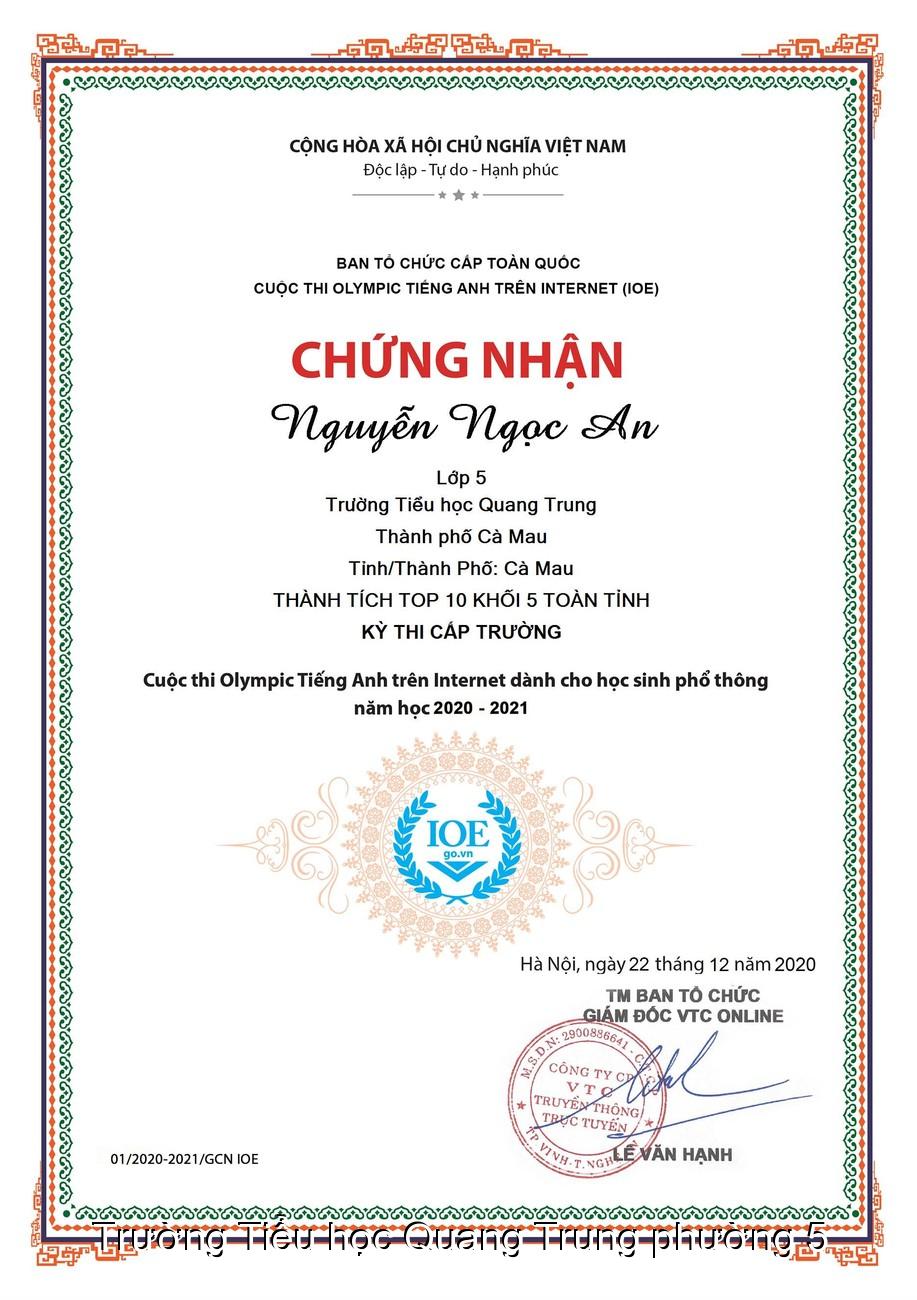 CỘNG HÒA XÃ HỘI CHỦ NGHĨA VIỆT NAM
Độc lập - Tự do - Hạnh phúc
BAN TỔ CHỨC CẤP TOÀN QUỐC
CUỘC THI OLYMPIC TIẾNG ANH TRÊN INTERNET (IOE)
CHỨNG NHẬN
Nguyễn Ngọc An
Lớp 5
Trường Tiểu học Quang Trung
Thành phố Cà Mau
Tỉnh/Thành Phố: Cà Mau
THÀNH TÍCH TOP 10 KHỐI 5 TOÀN TỈNH
KỲ THI CẤP TRƯỜNG
Cuộc thi Olympic Tiếng Anh trên Internet dành cho học sinh phổ thông
năm học 2020 - 2021
IOE
go.vn
Hà Nội, ngày 22 tháng 12 năm 2020
TM BAN TỔ CHỨC
GIÁM ĐỐC VTC ONLINE
M.S.D.N: 2900886641 - C.T.C.P
CÔNG TY CP
VTC
TRUYỀN THÔNG
TRỰC TUYẾN
TP VINH-T.NGHỆ AN
LÊ VĂN HẠNH
01/2020-2021/GCN IOE
Trường Tiểu học Quang Trung phường 5